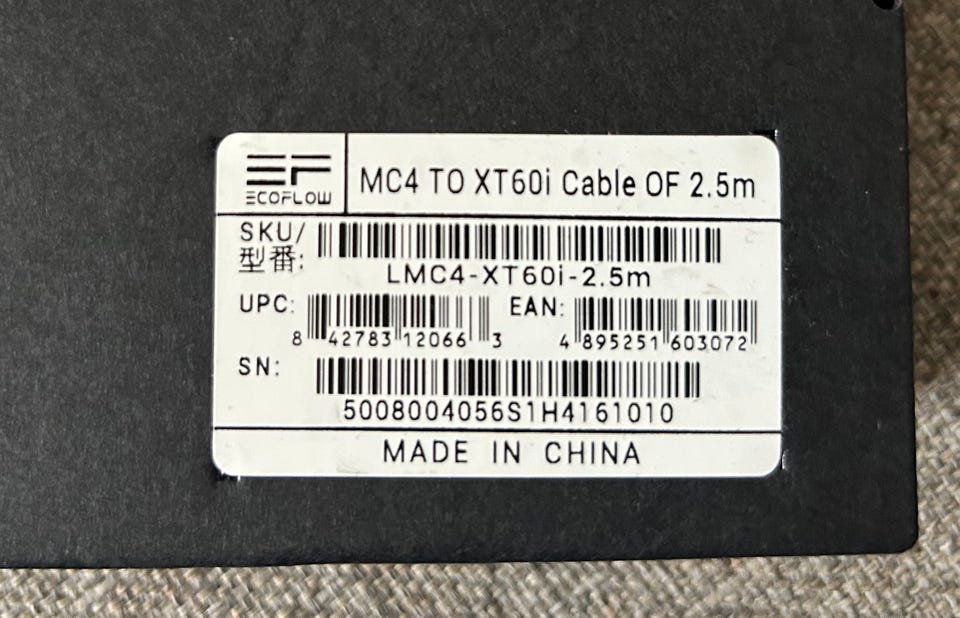 ECOFLOW
MC4 TO XT60i Cable OF 2.5m
SKU/
型番:
LMC4-XT60i-2.5m
UPC: 8 42783 12066 3 EAN: 4 895251 603072
SN:
5008004056S1H4161010
MADE IN CHINA